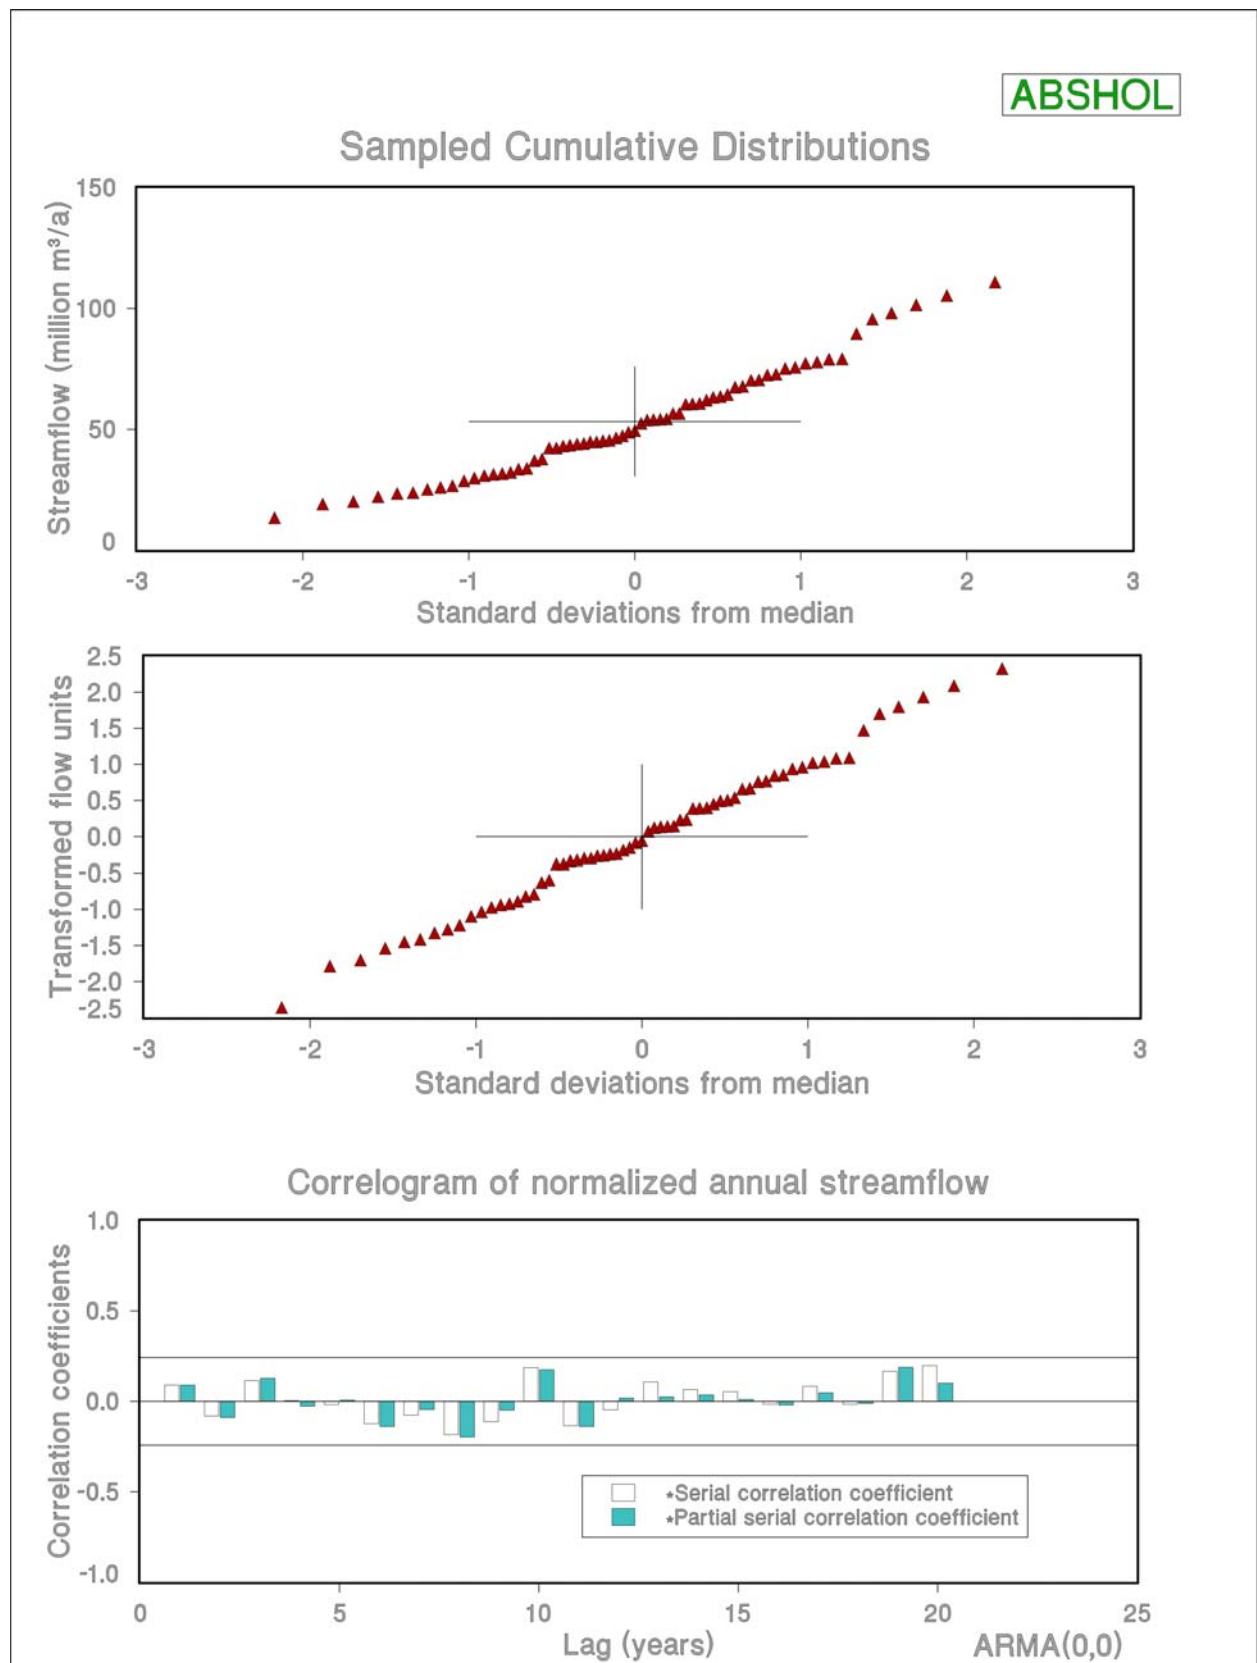 ABSHOL
Sampled Cumulative Distributions
Streamflow (million m³/a)
150
100
50
0
-3 -2 -1 0 1 2 3
Standard deviations from median
Transformed flow units
2.5
2.0
1.5
1.0
0.5
0.0
-0.5
-1.0
-1.5
-2.0
-2.5
-3 -2 -1 0 1 2 3
Standard deviations from median
Correlogram of normalized annual streamflow
Correlation coefficients
1.0
0.5
0.0
-0.5
-1.0
*Serial correlation coefficient
*Partial serial correlation coefficient
0 5 10 15 20 25
Lag (years) ARMA(0,0)